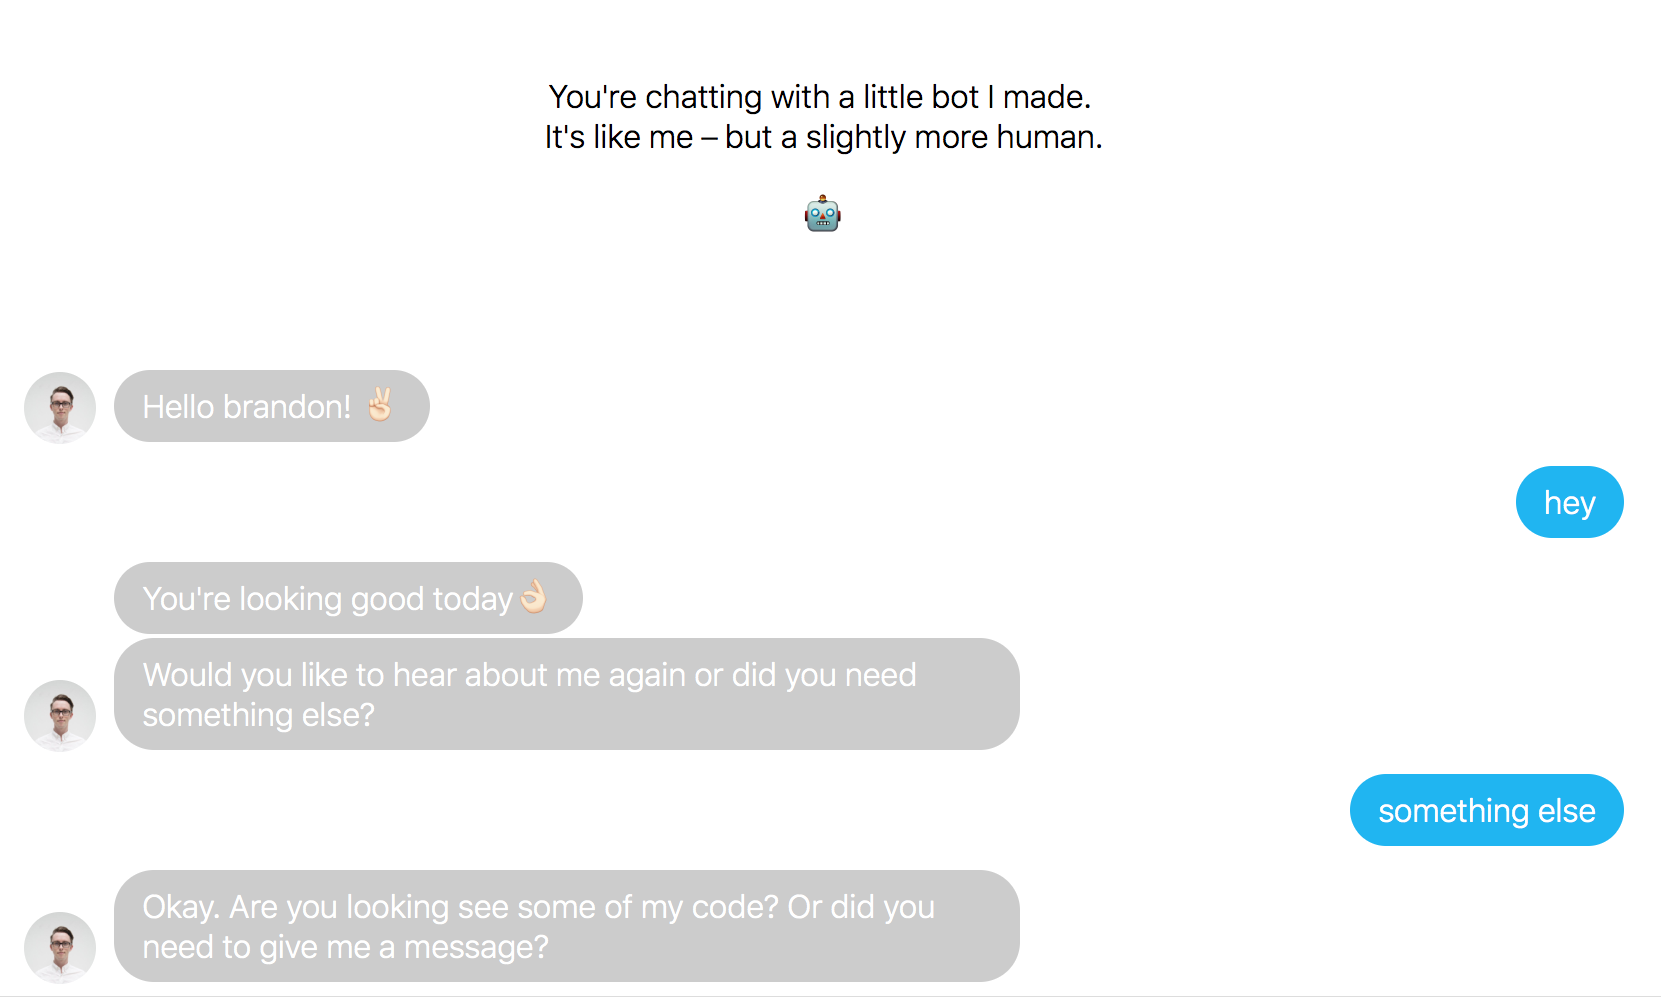 You're chatting with a little bot I made.
It's like me – but a slightly more human.
Hello brandon! ✌🏻
hey
You're looking good today👌🏻
Would you like to hear about me again or did you need
something else?
something else
Okay. Are you looking see some of my code? Or did you
need to give me a message?